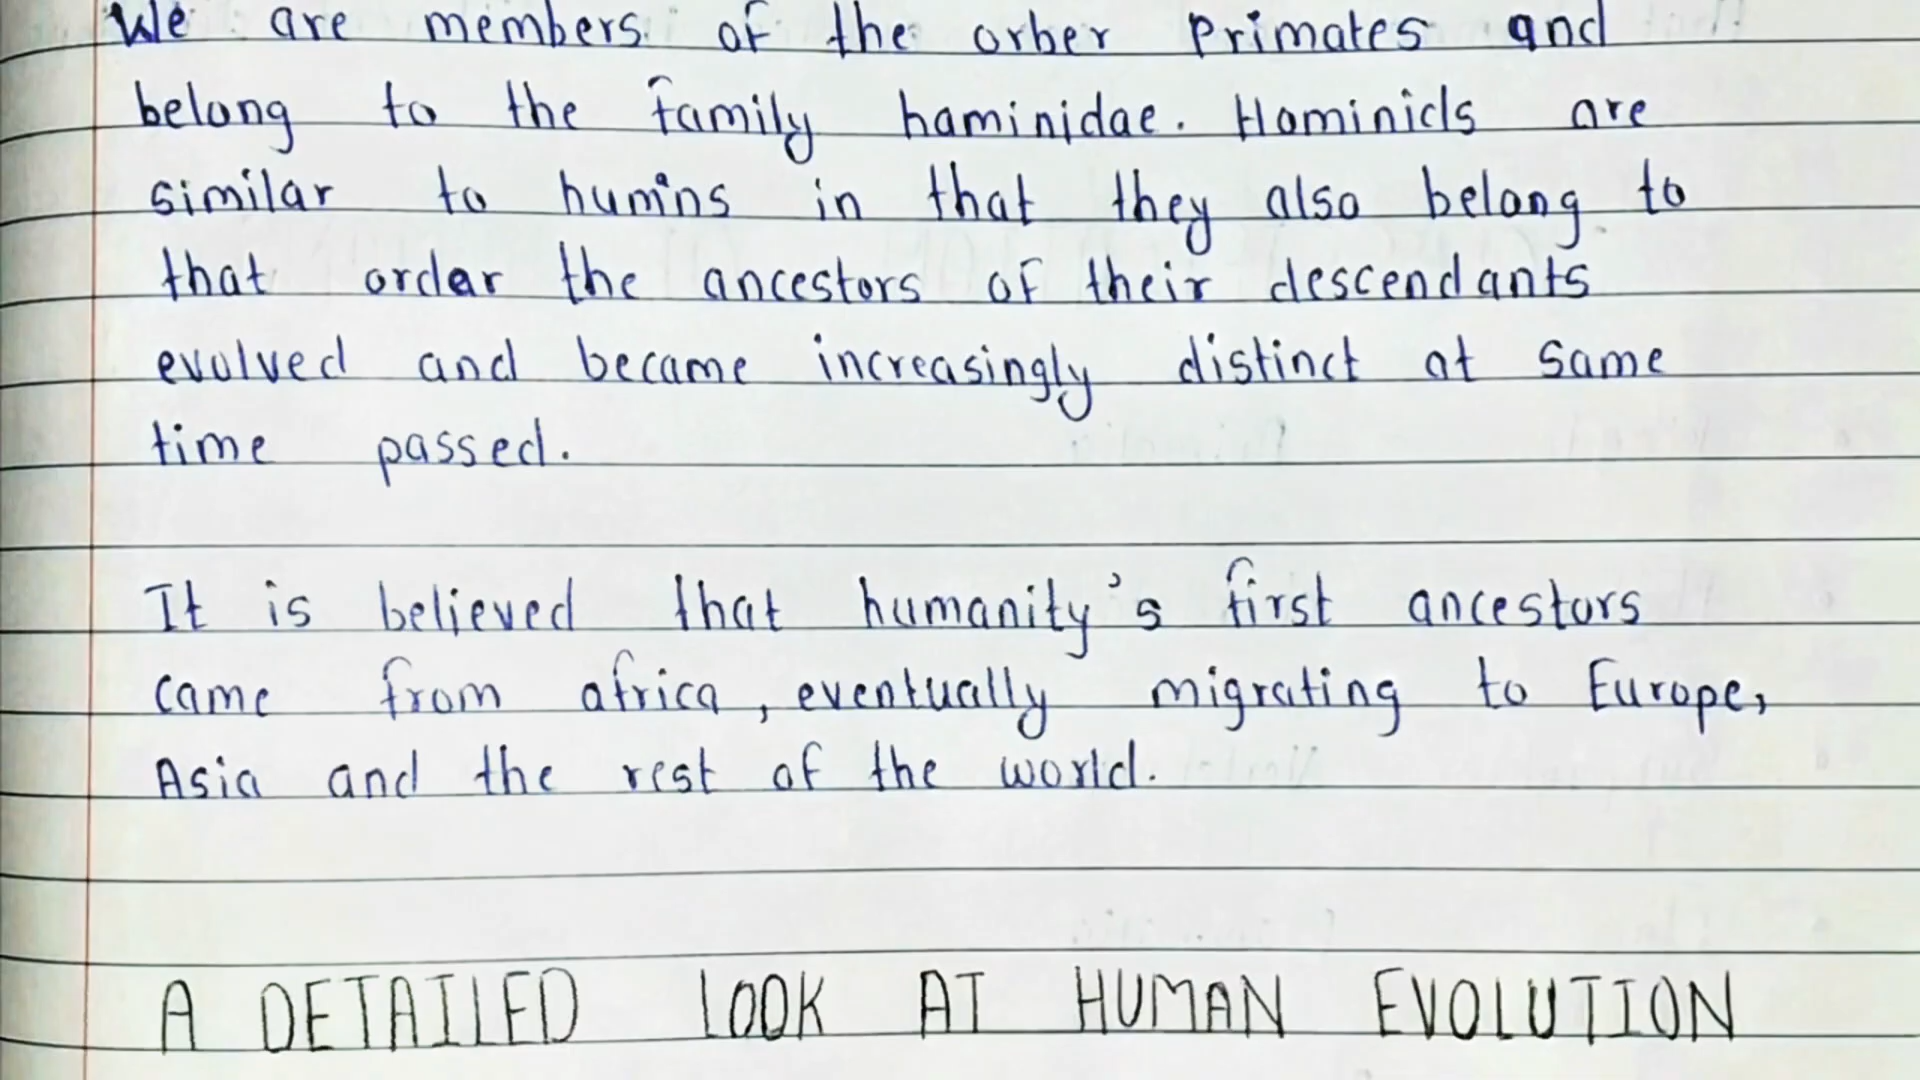 We are members of the orber primates and
belong to the family haminidae. Hominids are
similar to humins in that they also belong to
that order the ancestors of their descendants
evolved and became increasingly distinct at same
time passed.
It is believed that humanity's first ancestors
came from africa, eventually migrating to Europe,
Asia and the rest of the world.
A DETAILED LOOK AT HUMAN EVOLUTION